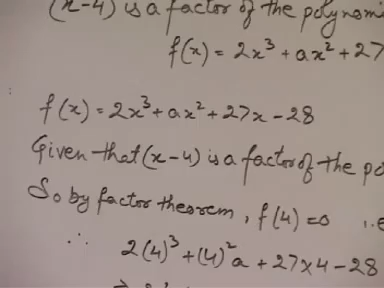 (x-4) is a factor of the polynomi
f(x) = 2x³ + ax² + 27
f(x) = 2x³ + ax² + 27x - 28
Given that (x-4) is a factor of the po
So by factor theorem, f(4) = 0 i.e
∴ 2(4)³ + (4)²a + 27×4 - 28